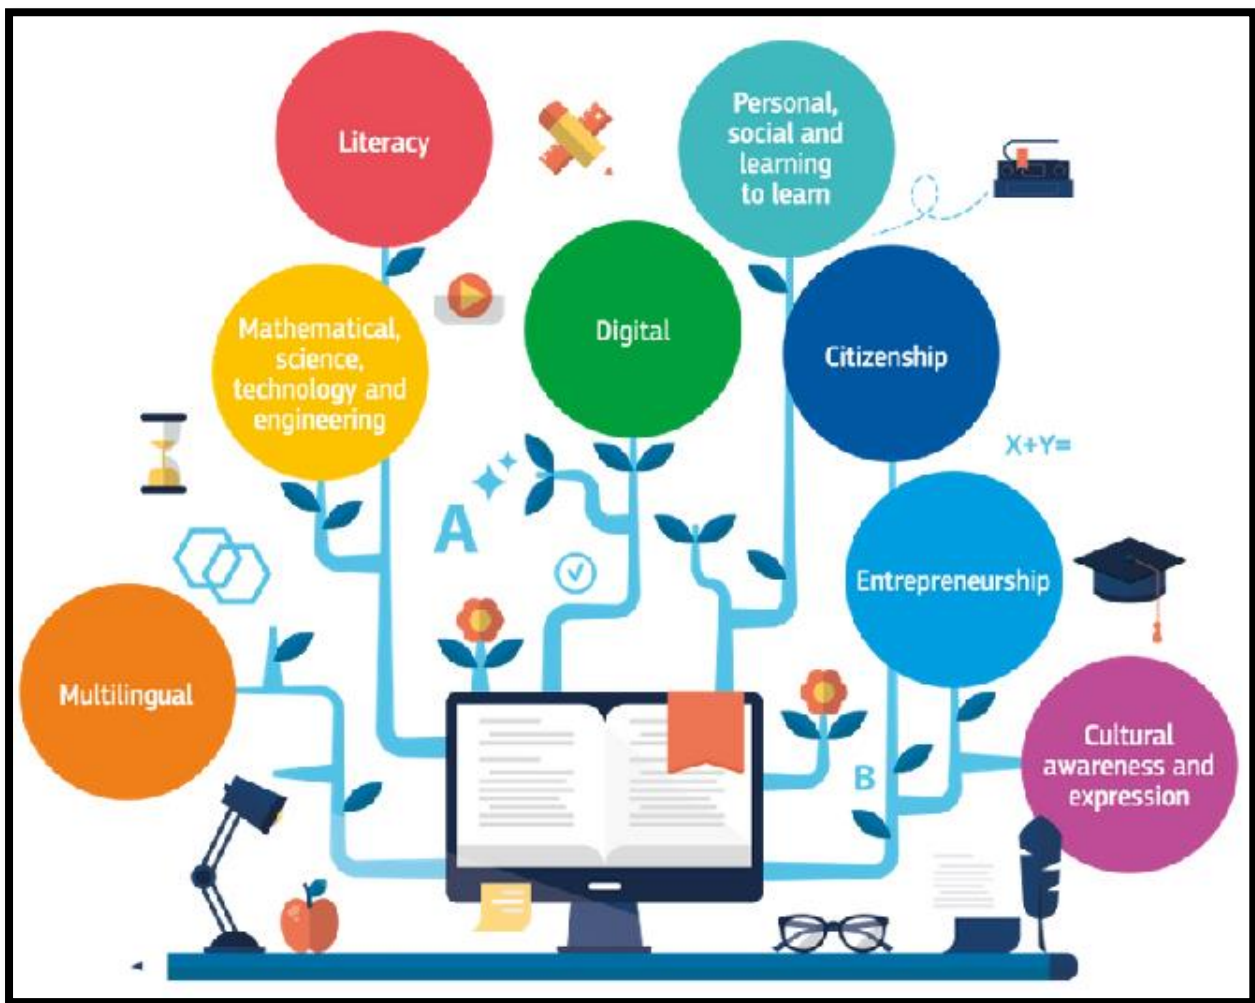 Literacy
Personal,
social and
learning
to learn
Mathematical,
science,
technology and
engineering
Digital
Citizenship
X+Y=
A
Entrepreneurship
Multilingual
Cultural
awareness and
expression
B